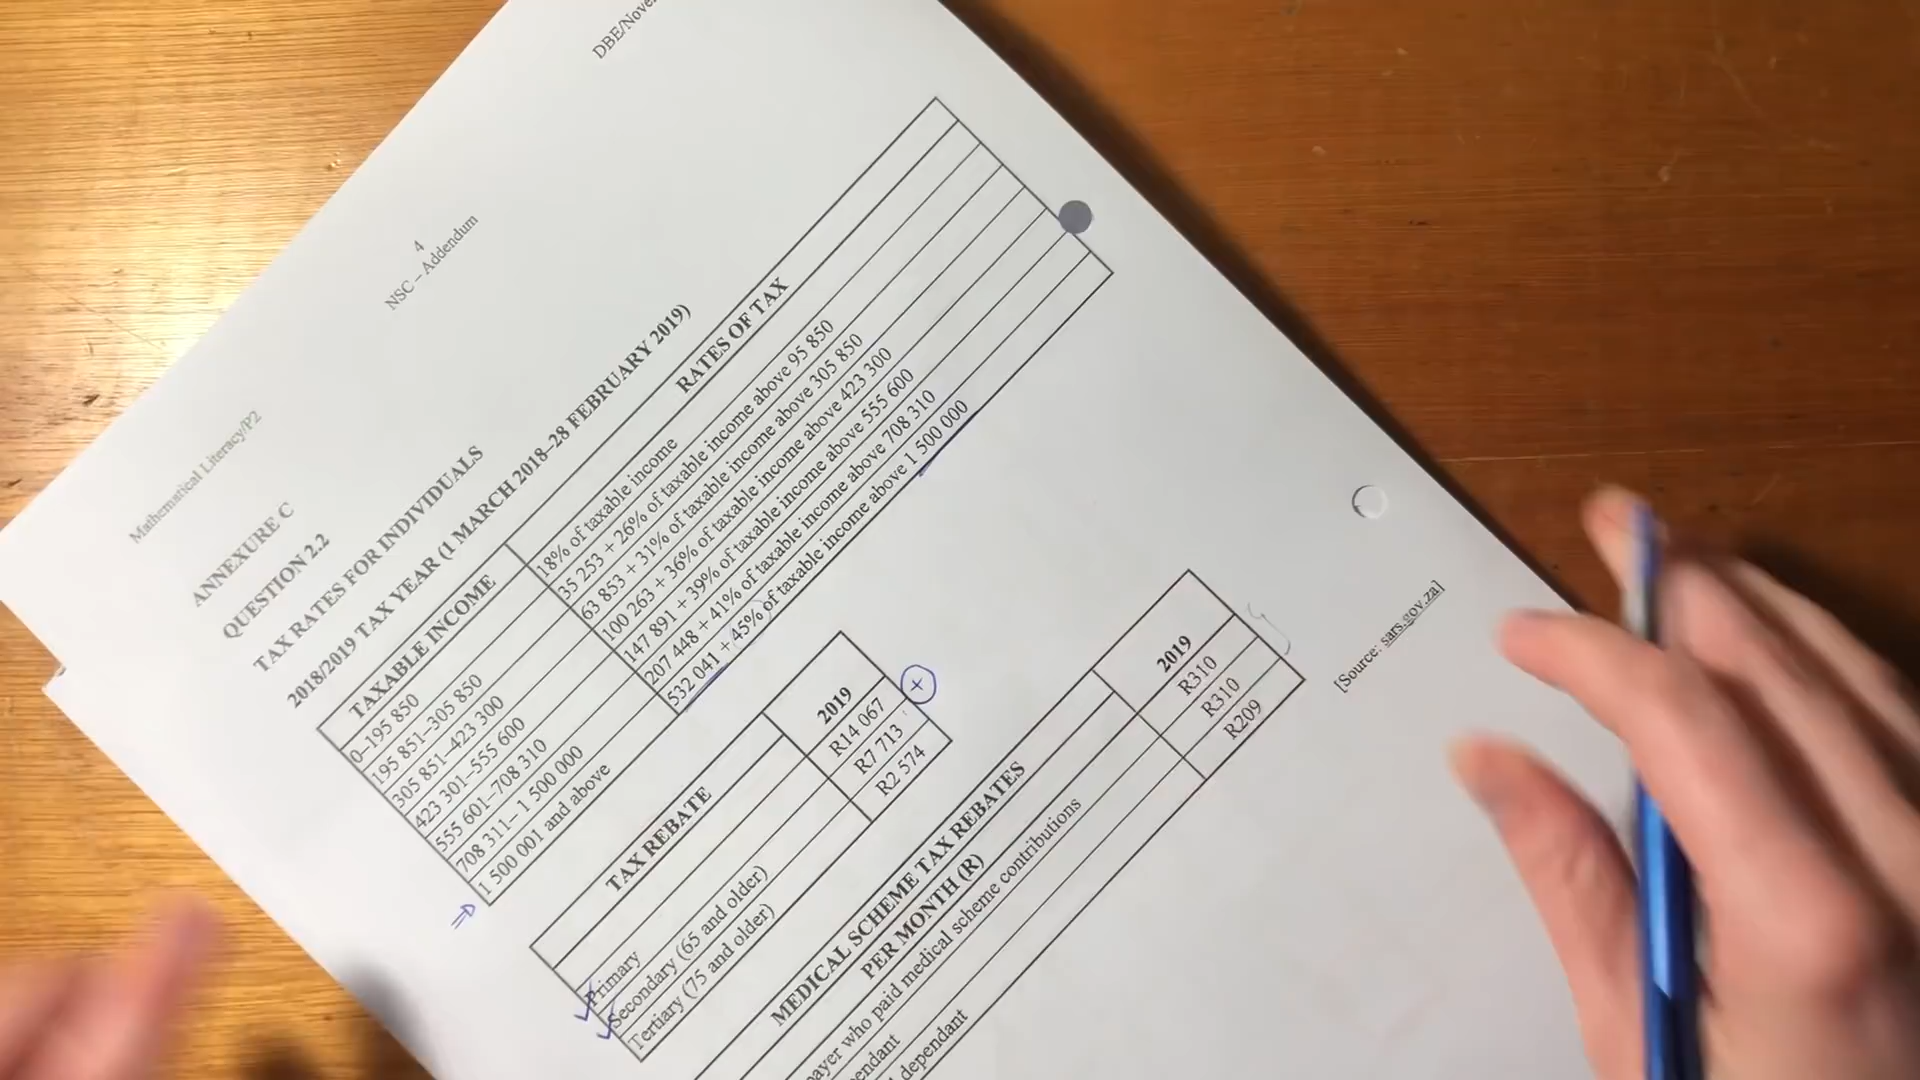 DBE/Nove
4
NSC – Addendum
Mathematical Literacy/P2
ANNEXURE C
QUESTION 2.2
TAX RATES FOR INDIVIDUALS
2018/2019 TAX YEAR (1 MARCH 2018–28 FEBRUARY 2019)
TAXABLE INCOME RATES OF TAX
0–195 850 18% of taxable income
195 851–305 850 35 253 + 26% of taxable income above 95 850
305 851–423 300 63 853 + 31% of taxable income above 305 850
423 301–555 600 100 263 + 36% of taxable income above 423 300
555 601–708 310 147 891 + 39% of taxable income above 555 600
708 311– 1 500 000 207 448 + 41% of taxable income above 708 310
1 500 001 and above 532 041 + 45% of taxable income above 1 500 000
TAX REBATE 2019
Primary R14 067
Secondary (65 and older) R7 713
Tertiary (75 and older) R2 574
MEDICAL SCHEME TAX REBATES
PER MONTH (R) 2019
payer who paid medical scheme contributions R310
endant R310
dependant R209
[Source: sars.gov.za]